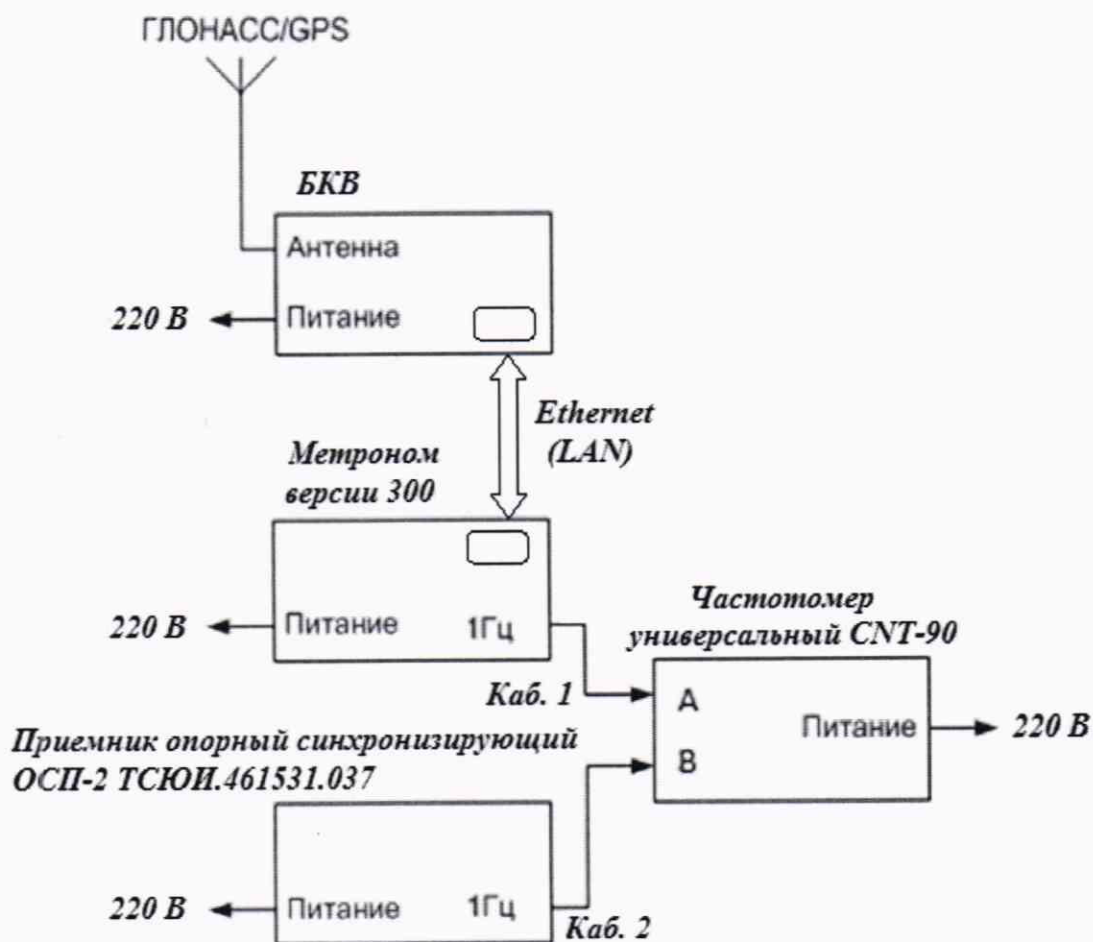 ГЛОНАСС/GPS
БКВ
Антенна
220 В
Питание
Ethernet
(LAN)
Метроном
версии 300
220 В
Питание
1Гц
Каб. 1
Частотомер
универсальный CNT-90
А
Питание
220 В
В
Приемник опорный синхронизирующий
ОСП-2 ТСЮИ.461531.037
220 В
Питание
1Гц
Каб. 2